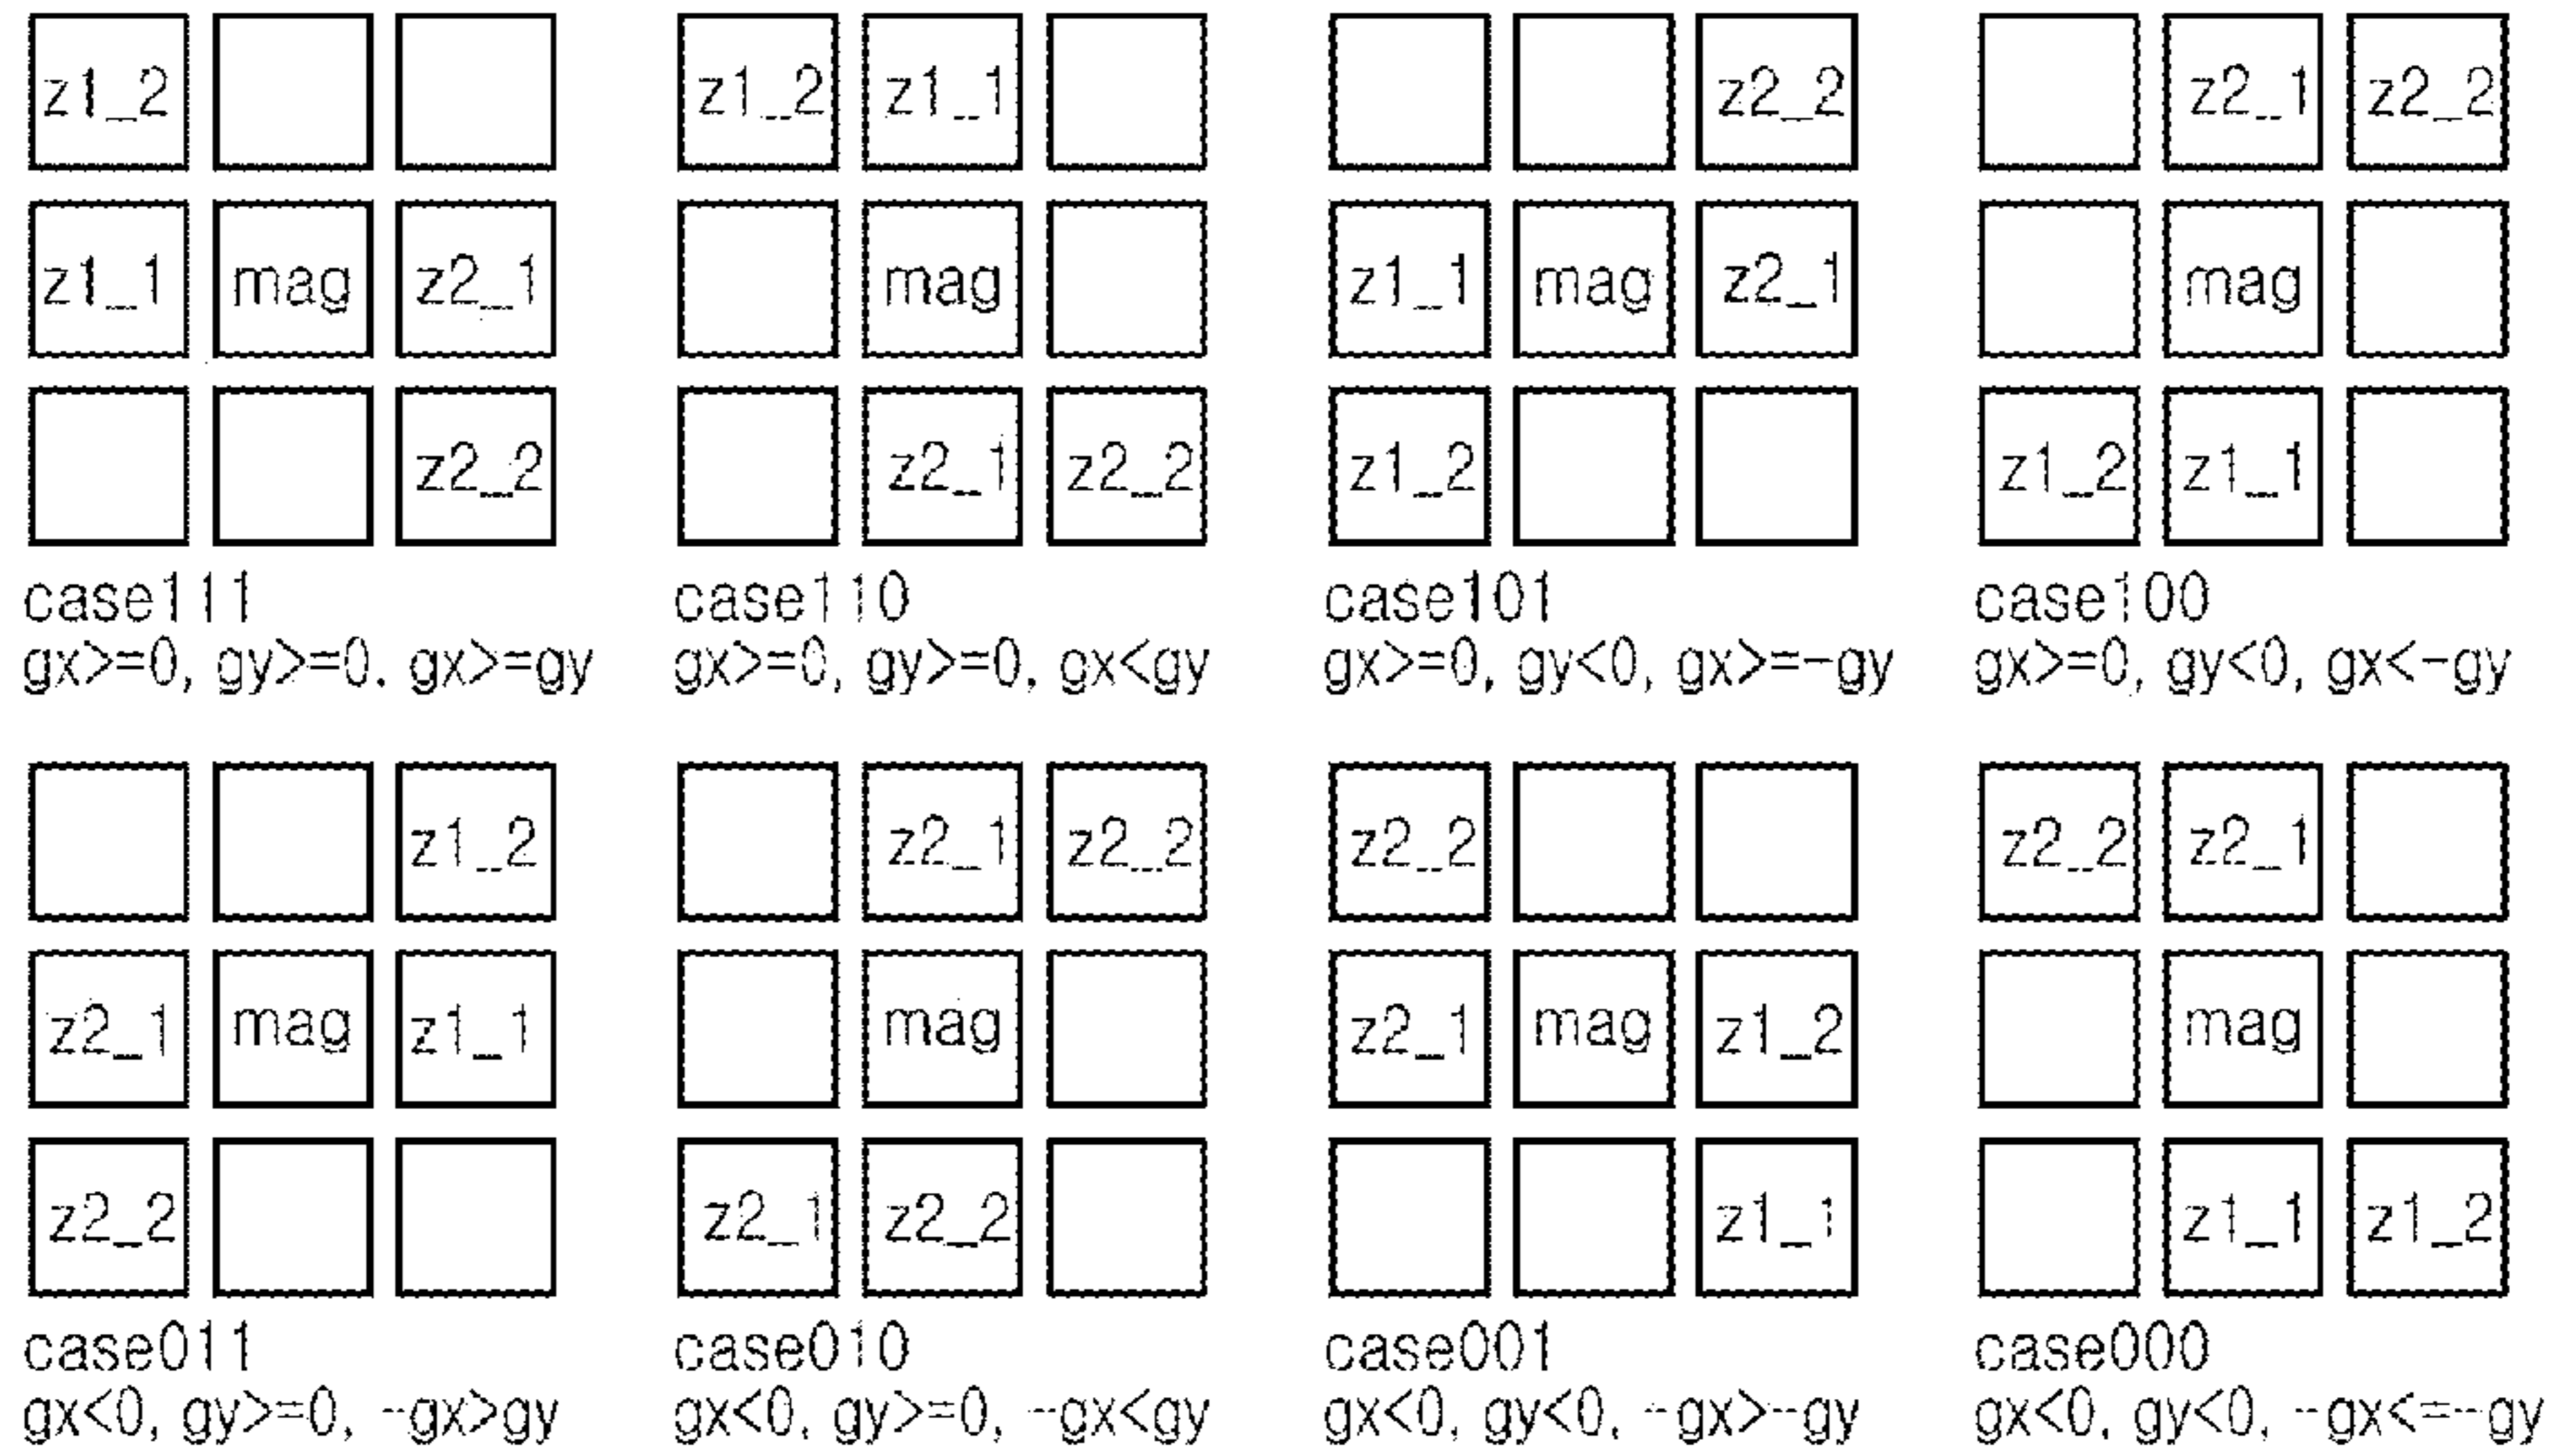 z1_2 z1_2 z1_1 z2_2 z2_1 z2_2
z1_1 mag z2_1 mag z1_1 mag z2_1 mag
z2_2 z2_1 z2_2 z1_2 z1_2 z1_1
case111 case110 case101 case100
gx>=0, gy>=0. gx>=gy gx>=0, gy>=0, gx<gy gx>=0, gy<0, gx>=-gy gx>=0, gy<0, gx<-gy
z1_2 z2_1 z2_2 z2_2 z2_2 z2_1
z2_1 mag z1_1 mag z2_1 mag z1_2 mag
z2_2 z2_1 z2_2 z1_1 z1_1 z1_2
case011 case010 case001 case000
gx<0, gy>=0, -gx>gy gx<0, gy>=0, -gx<gy gx<0, gy<0, -gx>-gy gx<0, gy<0, -gx<=-gy